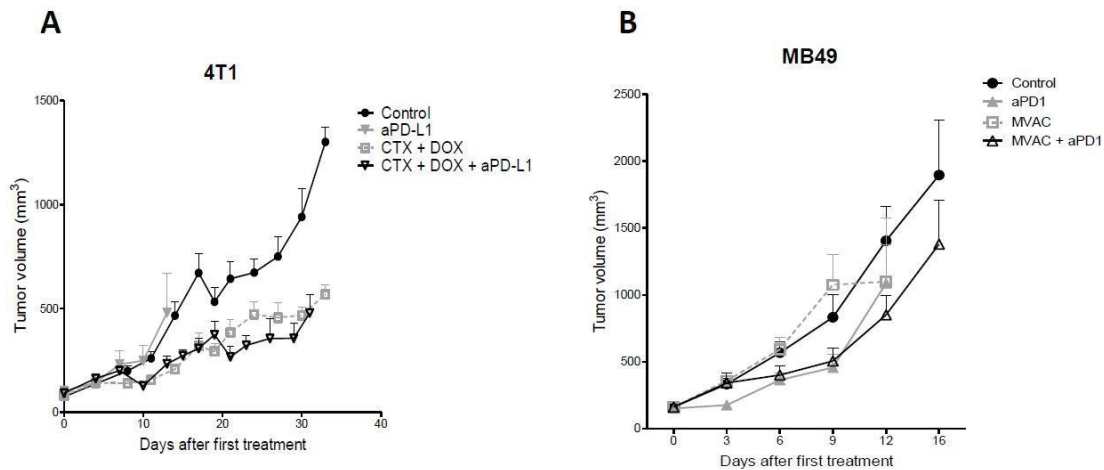 A
4T1
Tumor volume (mm3)
1500
1000
500
0
0 10 20 30 40
Days after first treatment
Control
aPD-L1
CTX + DOX
CTX + DOX + aPD-L1
B
MB49
Tumor volume (mm3)
2500
2000
1500
1000
500
0
0 3 6 9 12 16
Days after first treatment
Control
aPD1
MVAC
MVAC + aPD1